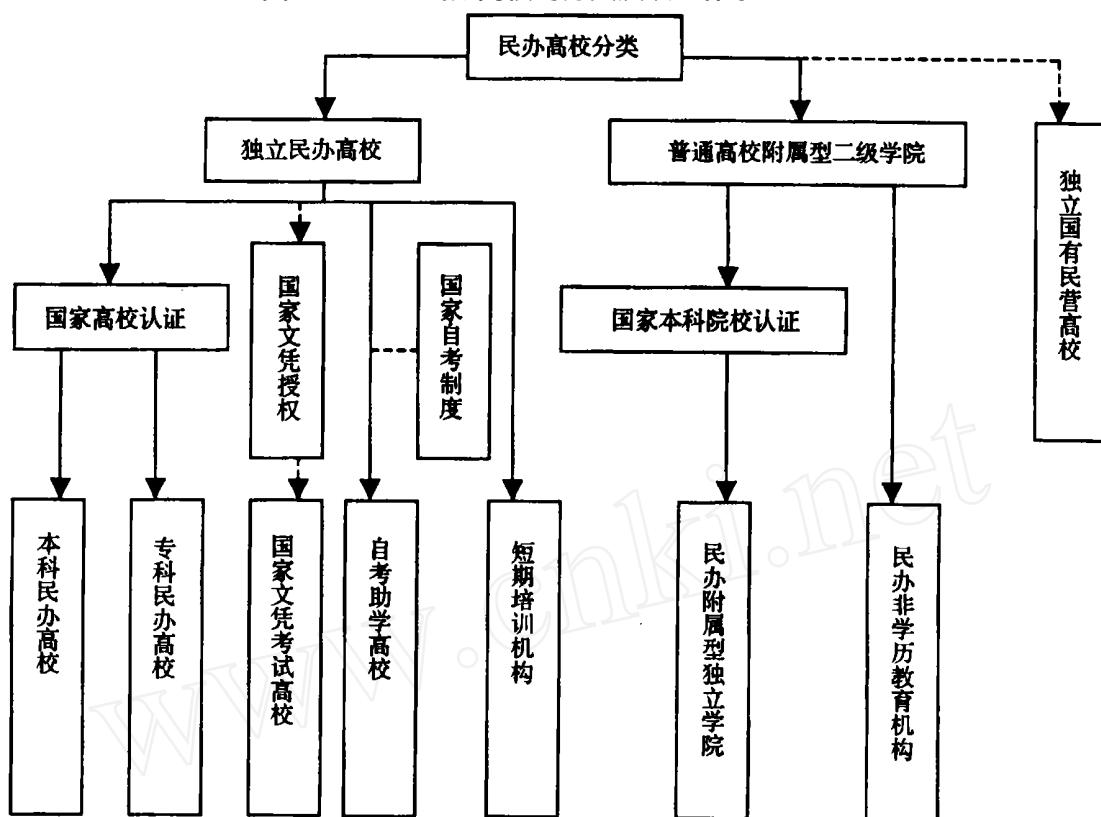 民办高校分类
独立民办高校
普通高校附属型二级学院
独立国有民营高校
国家高校认证
国家文凭授权
国家自考制度
国家本科院校认证
本科民办高校
专科民办高校
国家文凭考试高校
自考助学高校
短期培训机构
民办附属型独立学院
民办非学历教育机构
www.cnki.net